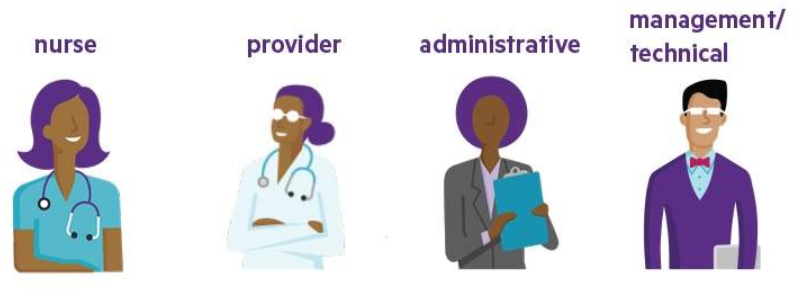 nurse
provider
administrative
management/
technical